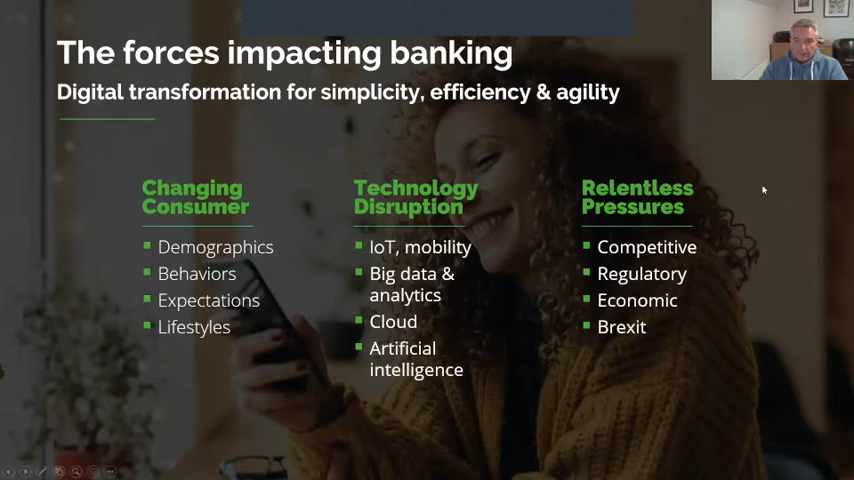 The forces impacting banking
Digital transformation for simplicity, efficiency & agility
Changing
Consumer
Demographics
Behaviors
Expectations
Lifestyles
Technology
Disruption
IoT, mobility
Big data &
analytics
Cloud
Artificial
intelligence
Relentless
Pressures
Competitive
Regulatory
Economic
Brexit